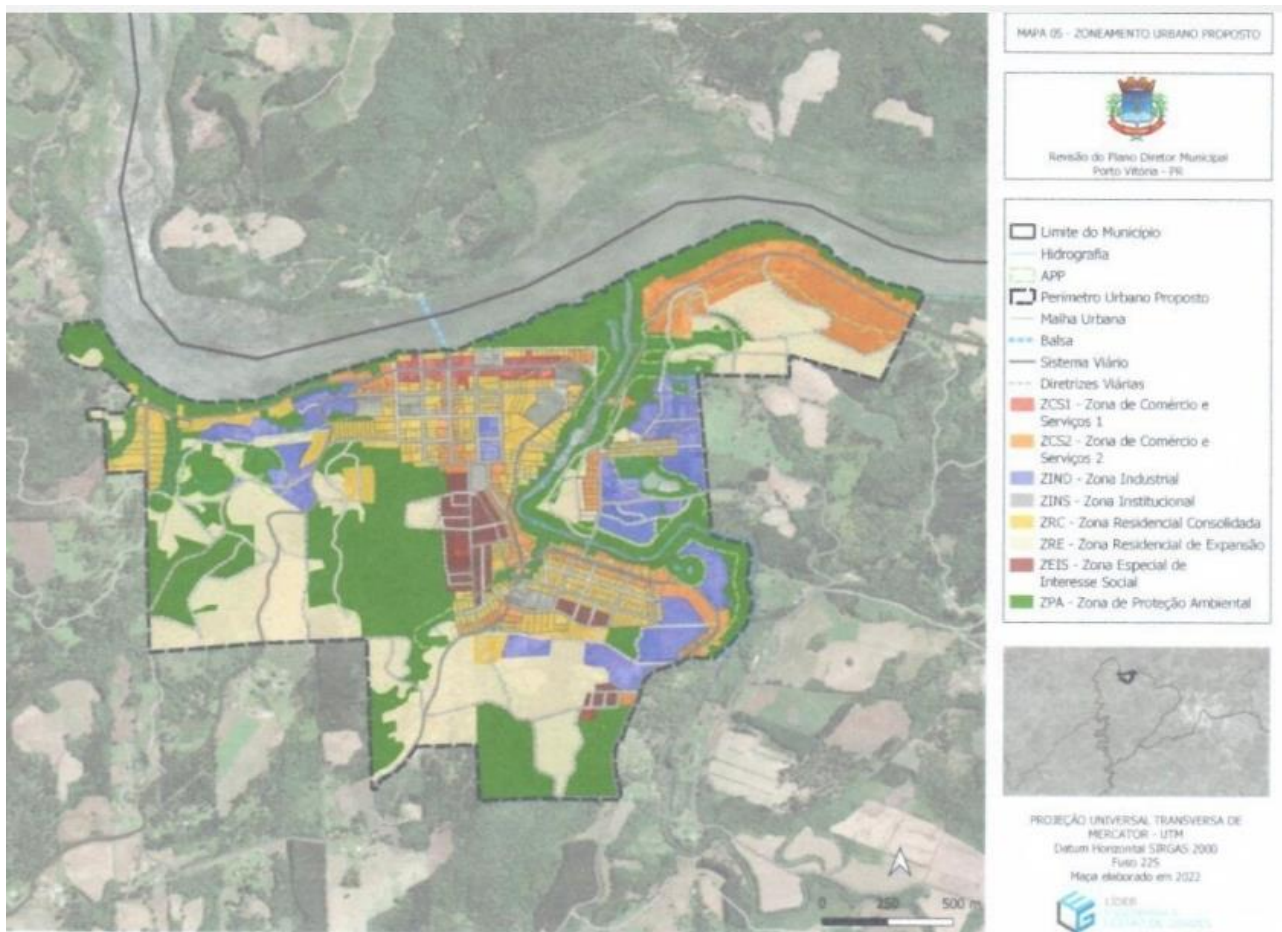 MAPA 05 - ZONEAMENTO URBANO PROPOSTO
Revisão do Plano Diretor Municipal
Porto Vitória - PR
Limite do Município
Hidrografia
APP
Perímetro Urbano Proposto
Malha Urbana
Balsa
Sistema Viário
Diretrizes Viárias
ZCS1 - Zona de Comércio e
Serviços 1
ZCS2 - Zona de Comércio e
Serviços 2
ZIND - Zona Industrial
ZINS - Zona Institucional
ZRC - Zona Residencial Consolidada
ZRE - Zona Residencial de Expansão
ZEIS - Zona Especial de
Interesse Social
ZPA - Zona de Proteção Ambiental
PROJEÇÃO UNIVERSAL TRANSVERSA DE
MERCATOR - UTM
Datum Horizontal SIRGAS 2000
Fuso 22S
Mapa elaborado em 2022
0 250 500 m
LÍDER